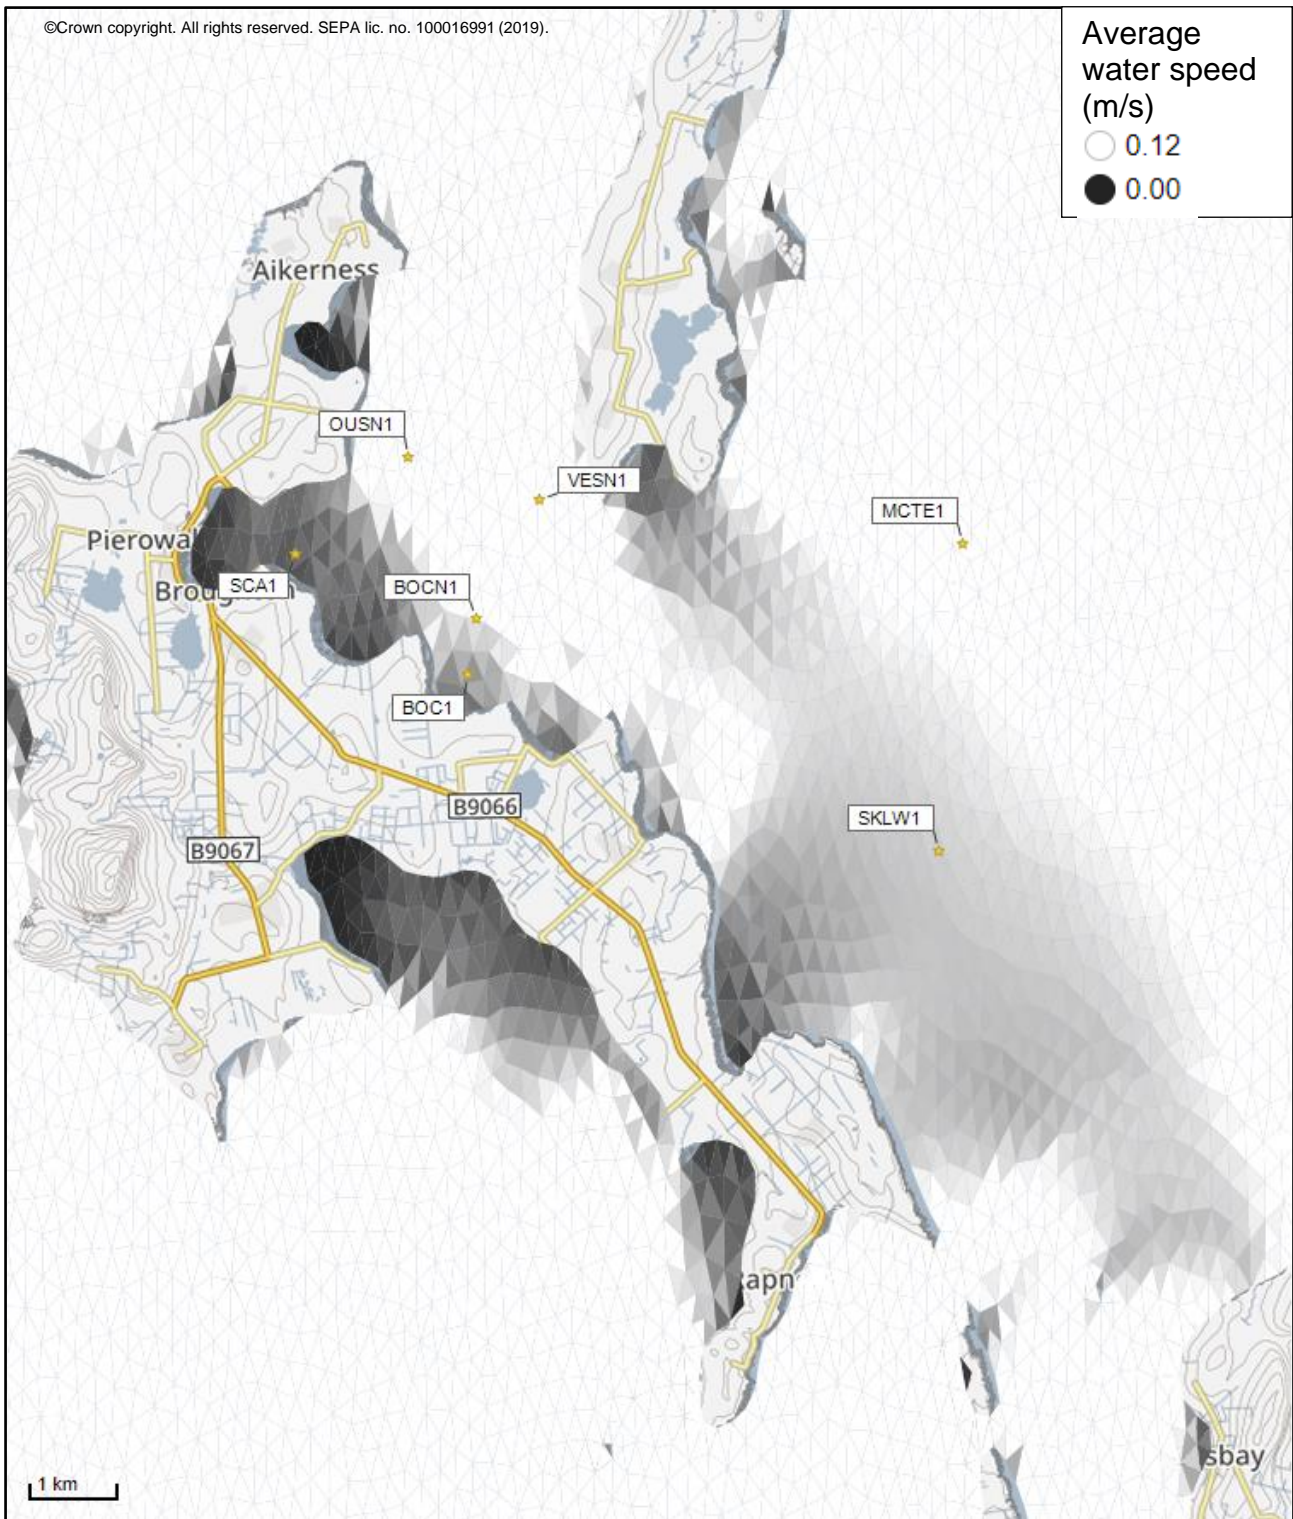 ©Crown copyright. All rights reserved. SEPA lic. no. 100016991 (2019).
Average
water speed
(m/s)
0.12
0.00
Aikerness
OUSN1
VESN1
MCTE1
Pierowal
SCA1
BOCN1
BOC1
B9066
SKLW1
B9067
1 km